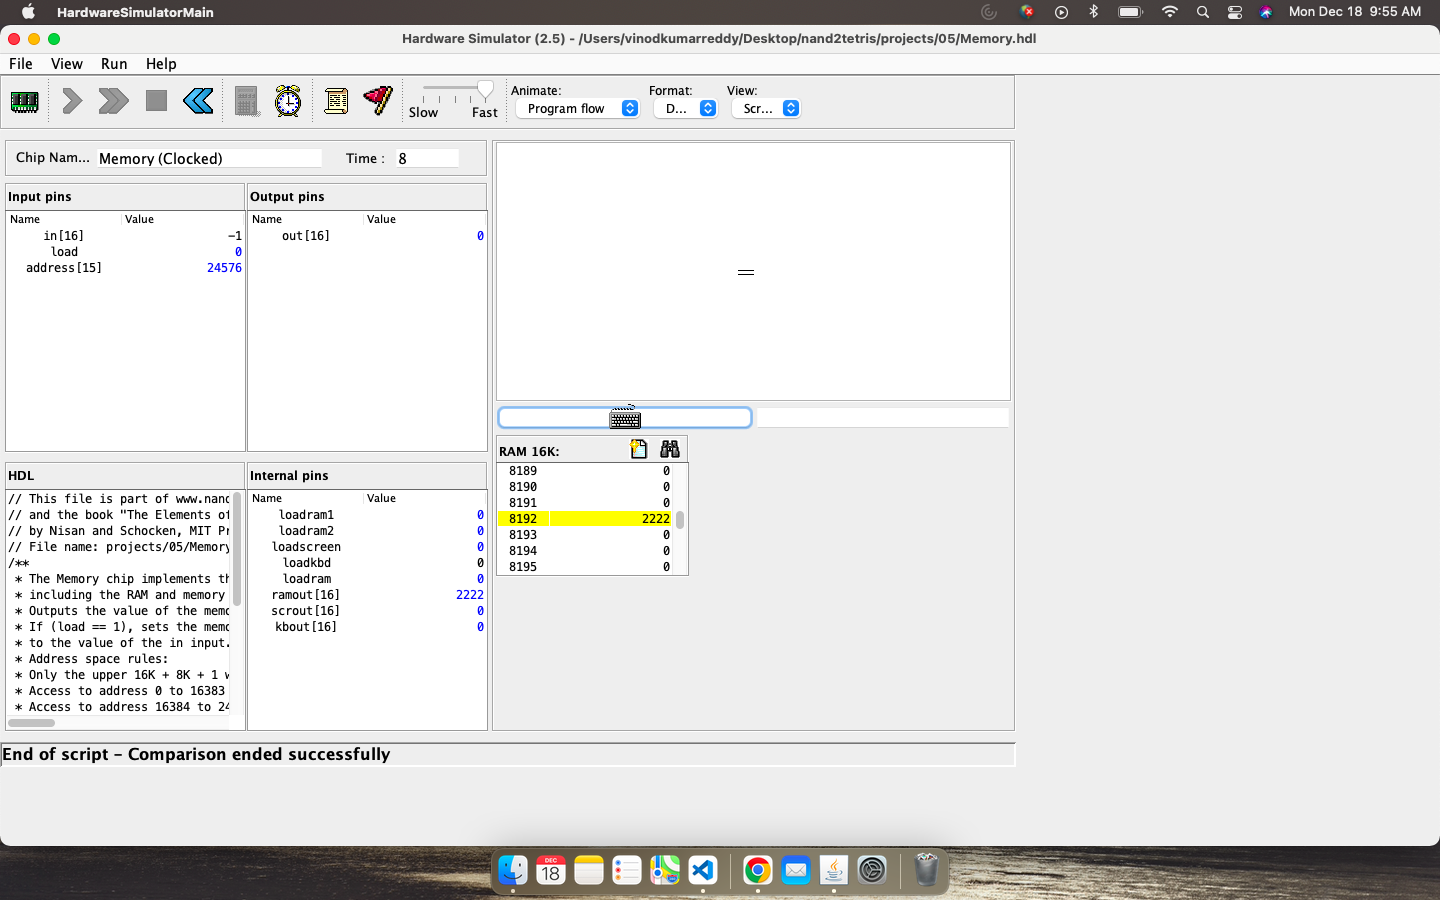 HardwareSimulatorMain
Mon Dec 18 9:55 AM
Hardware Simulator (2.5) - /Users/vinodkumarreddy/Desktop/nand2tetris/projects/05/Memory.hdl
File View Run Help
Slow Fast
Animate:
Program flow
Format:
D...
View:
Scr...
Chip Nam... Memory (Clocked) Time : 8
Input pins
Name Value
in[16] -1
load 0
address[15] 24576
Output pins
Name Value
out[16] 0
HDL
// This file is part of www.nand
// and the book "The Elements of
// by Nisan and Schocken, MIT Pr
// File name: projects/05/Memory
/**
* The Memory chip implements th
* including the RAM and memory
* Outputs the value of the memo
* If (load == 1), sets the memo
* to the value of the in input.
* Address space rules:
* Only the upper 16K + 8K + 1 w
* Access to address 0 to 16383
* Access to address 16384 to 24
Internal pins
Name Value
loadram1 0
loadram2 0
loadscreen 0
loadkbd 0
loadram 0
ramout[16] 2222
scrout[16] 0
kbout[16] 0
RAM 16K:
8189 0
8190 0
8191 0
8192 2222
8193 0
8194 0
8195 0
End of script - Comparison ended successfully
DEC
18